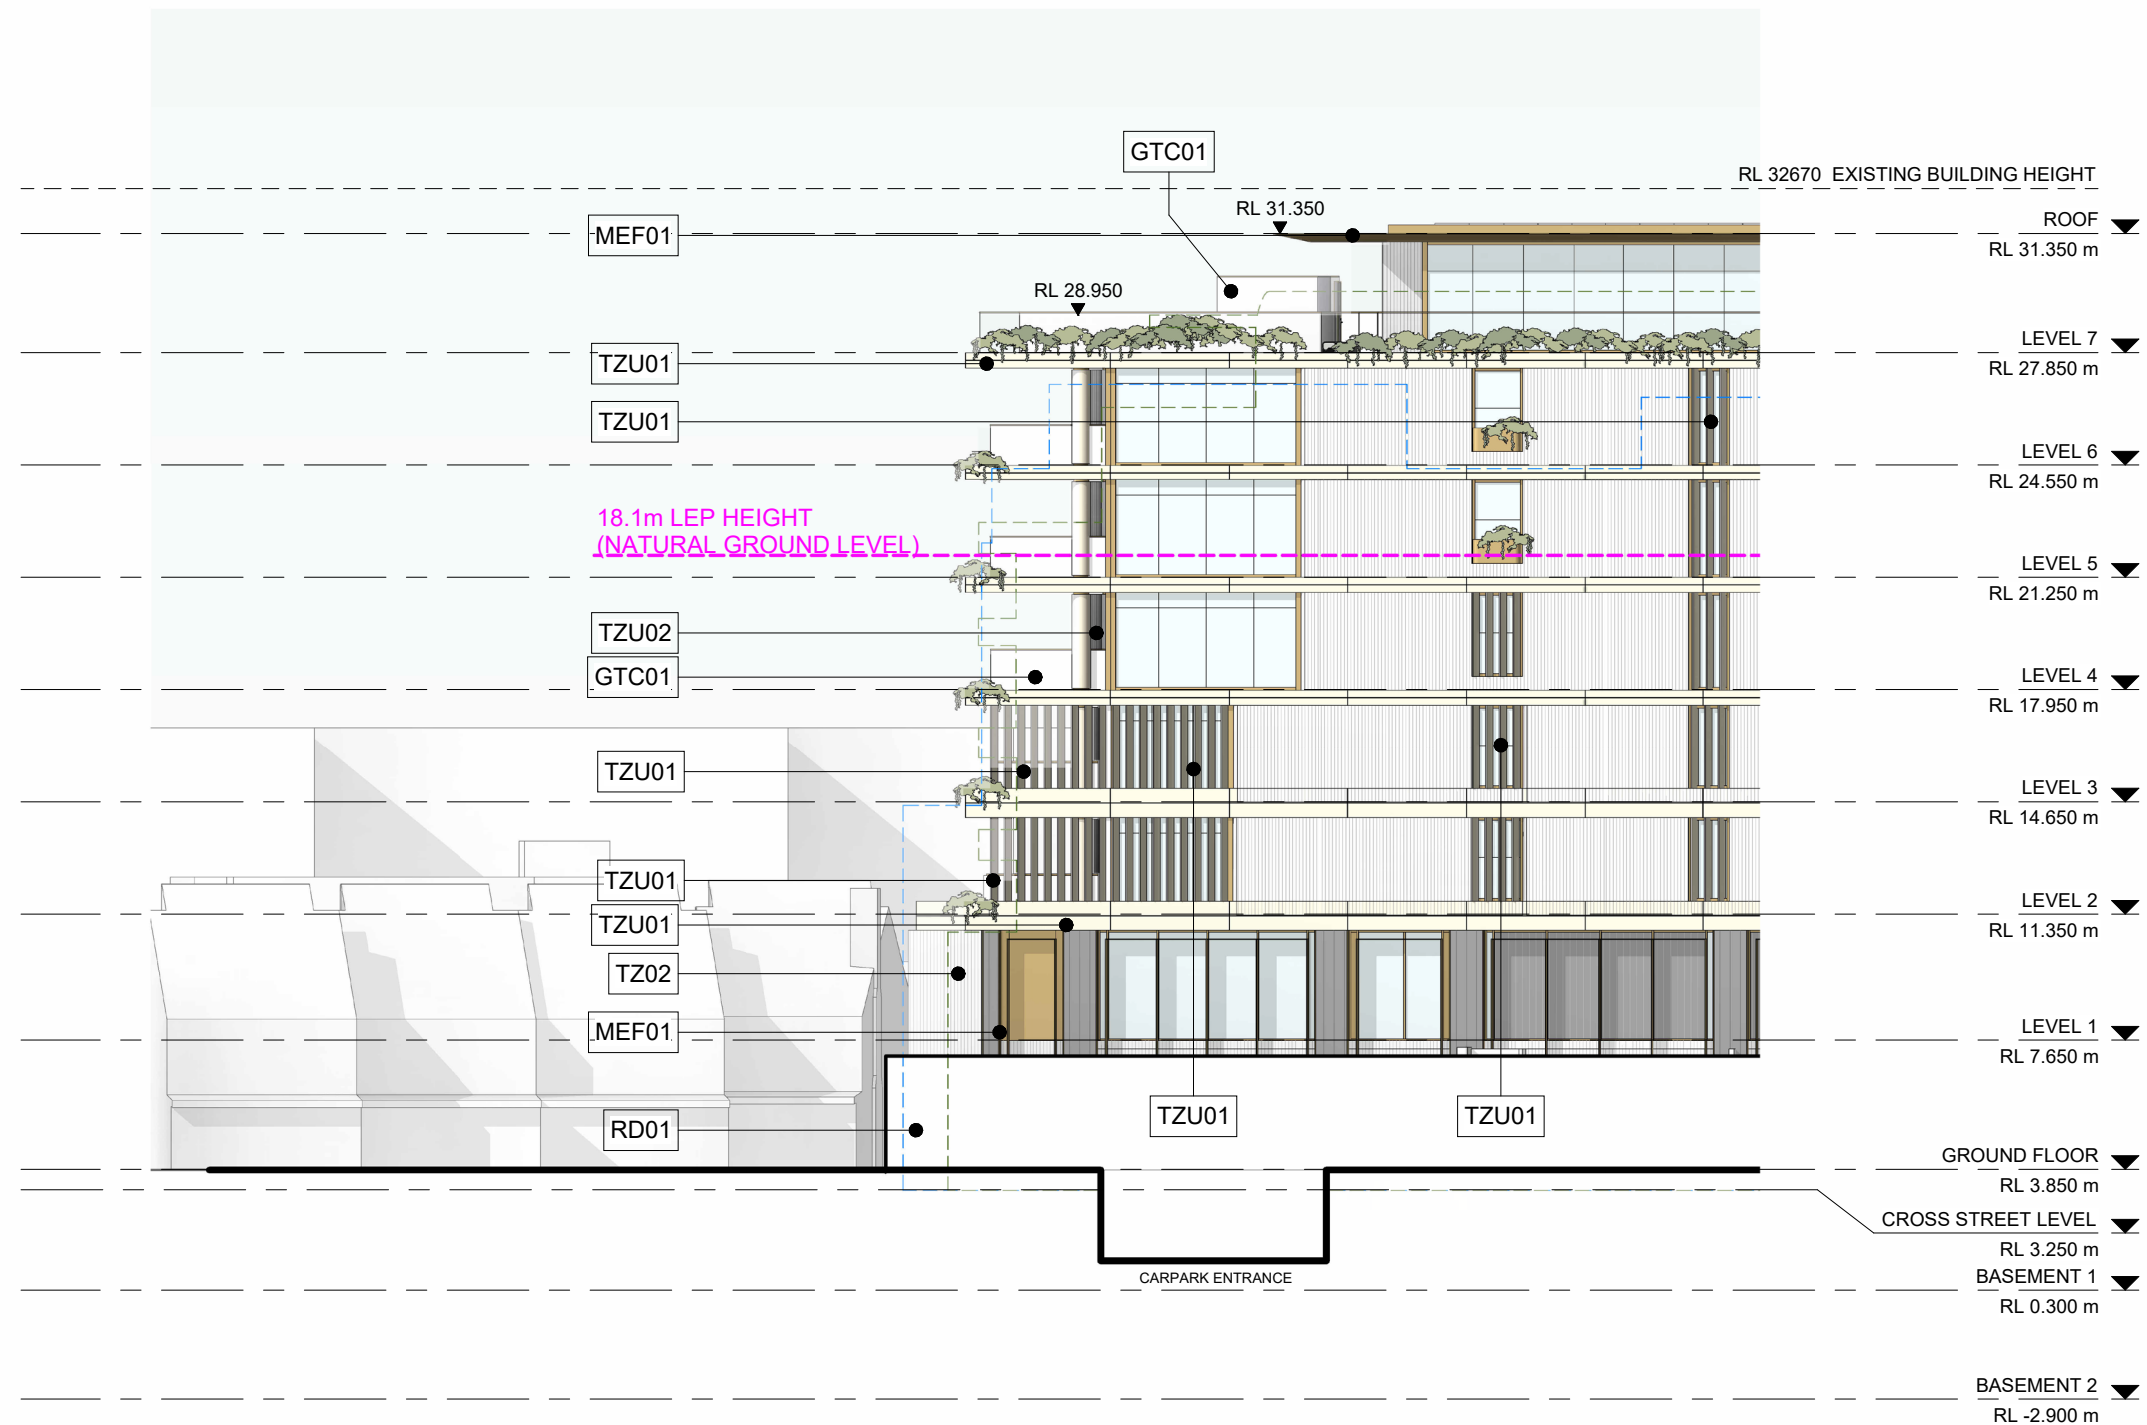 GTC01
RL 32670 EXISTING BUILDING HEIGHT
RL 31.350
ROOF
MEF01
RL 31.350 m
RL 28.950
LEVEL 7
TZU01
RL 27.850 m
TZU01
LEVEL 6
RL 24.550 m
18.1m LEP HEIGHT
(NATURAL GROUND LEVEL)
LEVEL 5
RL 21.250 m
TZU02
GTC01
LEVEL 4
RL 17.950 m
TZU01
LEVEL 3
RL 14.650 m
TZU01
LEVEL 2
TZU01
RL 11.350 m
TZ02
MEF01
LEVEL 1
RL 7.650 m
TZU01
TZU01
RD01
GROUND FLOOR
RL 3.850 m
CROSS STREET LEVEL
RL 3.250 m
CARPARK ENTRANCE
BASEMENT 1
RL 0.300 m
BASEMENT 2
RL -2.900 m